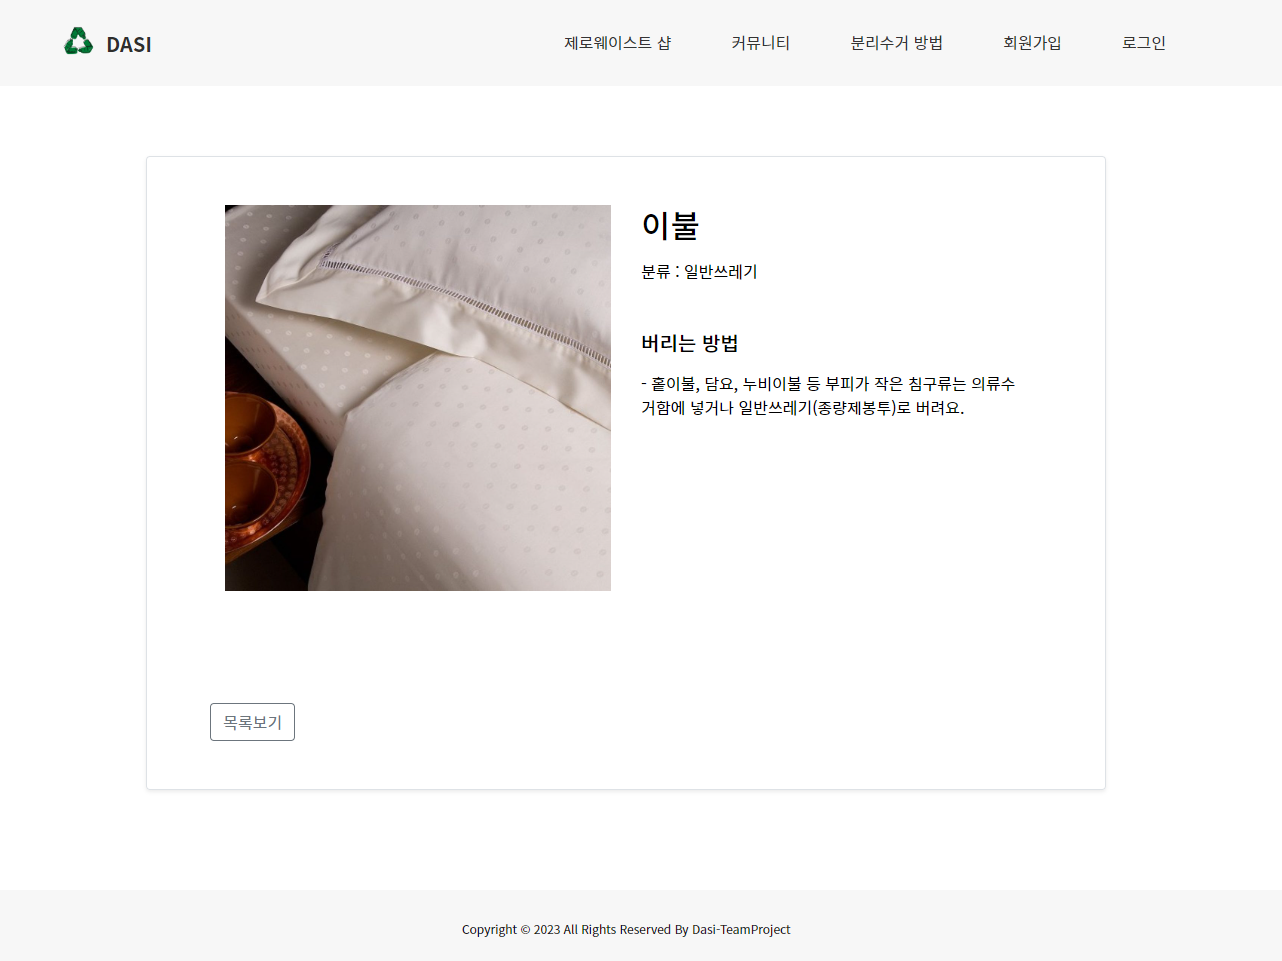 DASI
제로웨이스트 샵 커뮤니티 분리수거 방법 회원가입 로그인
이불
분류 : 일반쓰레기
버리는 방법
- 홑이불, 담요, 누비이불 등 부피가 작은 침구류는 의류수
거함에 넣거나 일반쓰레기(종량제봉투)로 버려요.
목록보기
Copyright © 2023 All Rights Reserved By Dasi-TeamProject